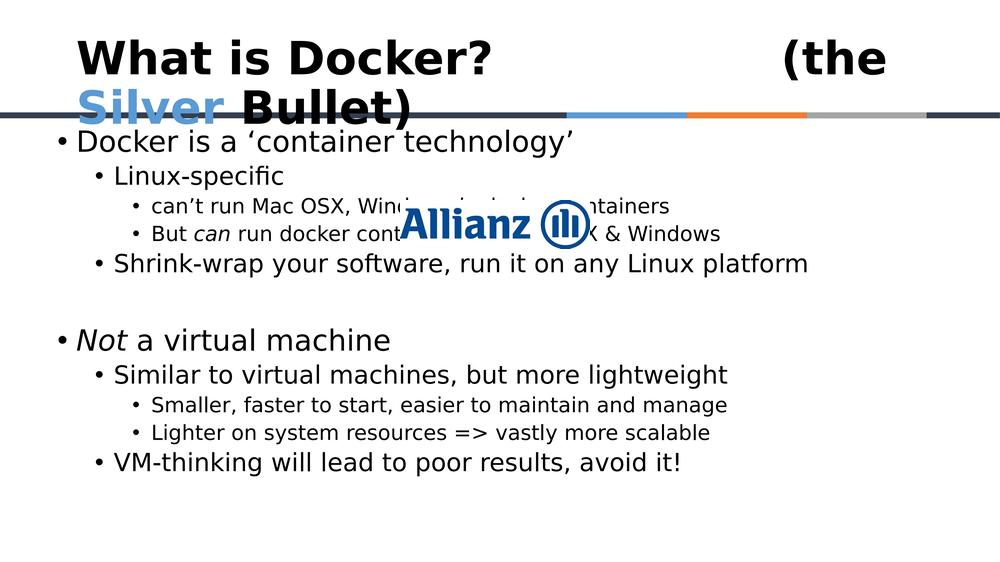 What is Docker? (the
Silver Bullet)
• Docker is a ‘container technology’
• Linux-specific
• can’t run Mac OSX,
• But can run docker & Windows
Allianz
• Shrink-wrap your software, run it on any Linux platform
• Not a virtual machine
• Similar to virtual machines, but more lightweight
• Smaller, faster to start, easier to maintain and manage
• Lighter on system resources => vastly more scalable
• VM-thinking will lead to poor results, avoid it!